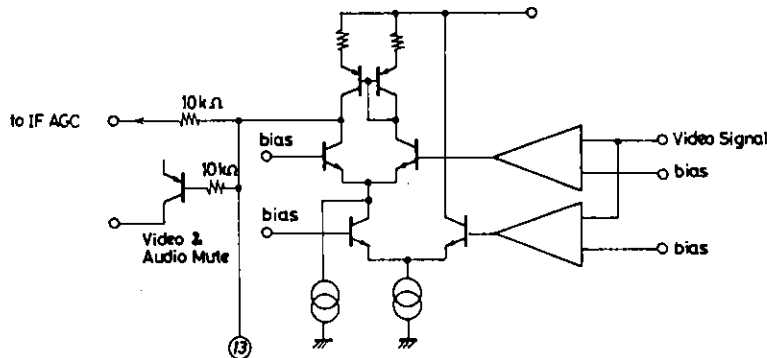 to IF AGC
10kΩ
bias
Video Signal
bias
10kΩ
Video &
Audio Mute
bias
bias
13